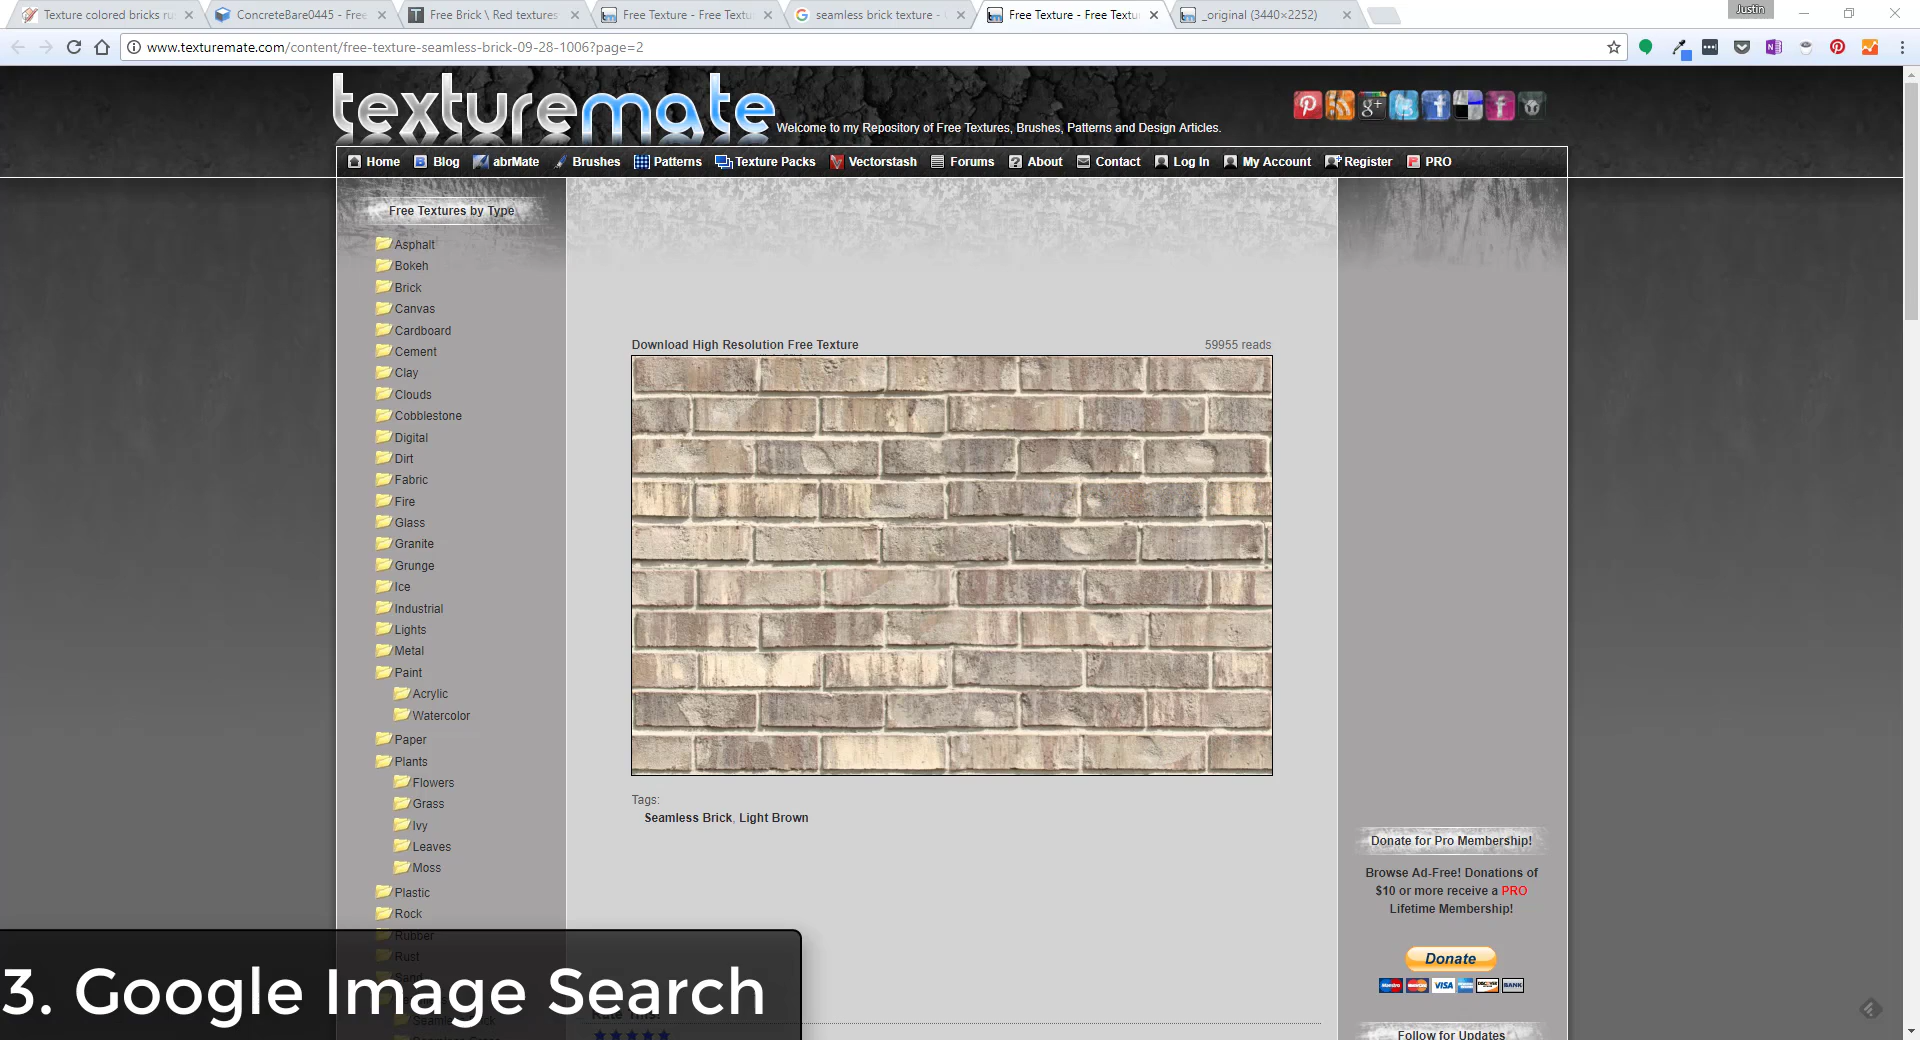 Texture colored bricks ru
ConcreteBare0445 - Free
Free Brick \ Red textures
Free Texture - Free Textu
seamless brick texture -
Free Texture - Free Textu
_original (3440×2252)
Justin
www.texturemate.com/content/free-texture-seamless-brick-09-28-1006?page=2
texturemate
Welcome to my Repository of Free Textures, Brushes, Patterns and Design Articles.
Home Blog abrMate Brushes Patterns Texture Packs Vectorstash Forums About Contact Log In My Account Register PRO
Free Textures by Type
Asphalt
Bokeh
Brick
Canvas
Cardboard
Cement
Clay
Clouds
Cobblestone
Digital
Dirt
Fabric
Fire
Glass
Granite
Grunge
Ice
Industrial
Lights
Metal
Paint
Acrylic
Watercolor
Paper
Plants
Flowers
Grass
Ivy
Leaves
Moss
Plastic
Rock
Rubber
Rust
Sand
Download High Resolution Free Texture
59955 reads
Tags:
Seamless Brick, Light Brown
Donate for Pro Membership!
Browse Ad-Free! Donations of
$10 or more receive a PRO
Lifetime Membership!
Donate
VISA
BANK
Follow for Updates
3. Google Image Search